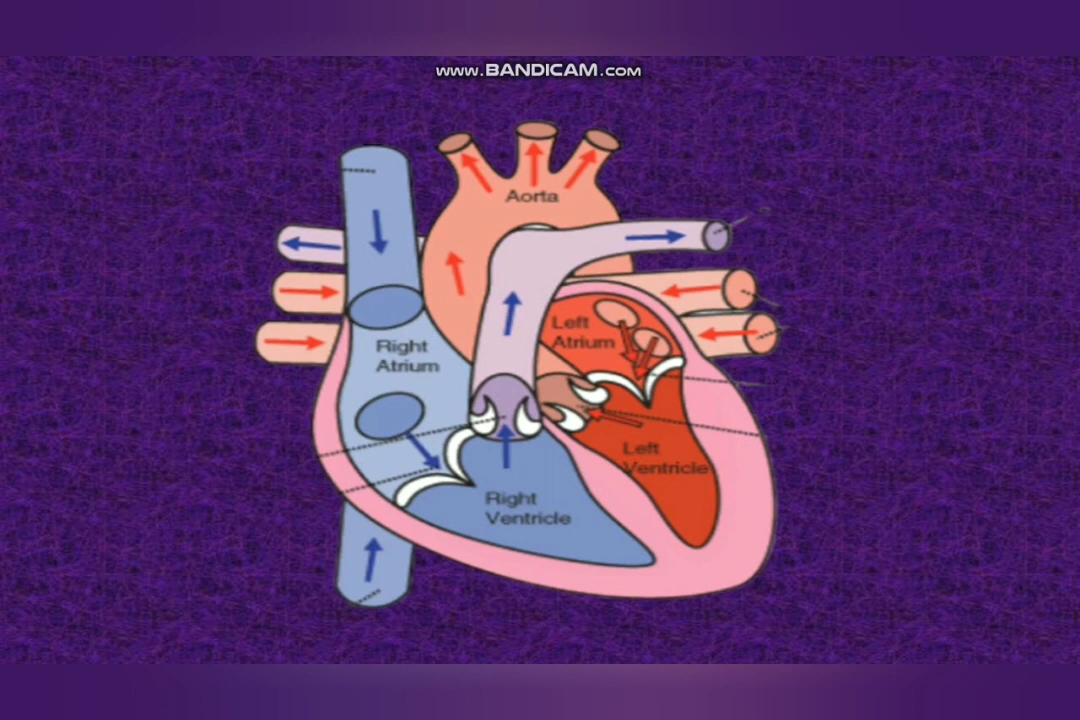 www.BANDICAM.com
Aorta
Left
Atrium
Right
Atrium
Left
Ventricle
Right
Ventricle